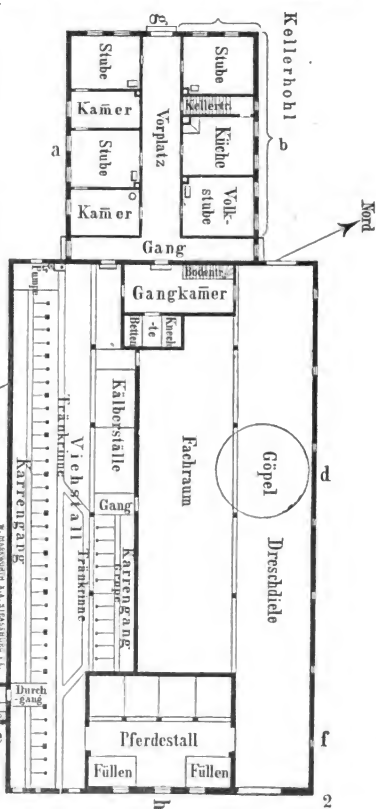 g
Kellerhohl
Stube
Stube
Kamer
Vorplatz
Kellertr.
a
Stube
Küche
b
Kamer
Volk-
stube
Nord
Gang
Pumpe
Bodentr.
Gangkamer
Betten
-te
Knech
Tränkrinne
Viehstall
Kälberställe
Fachraum
Göpel
d
Karrengang
Gang
Tränkrinne
Karrengang
Dreschdiele
Durch-
gang
Pferdestall
f
Füllen
Füllen
h
2